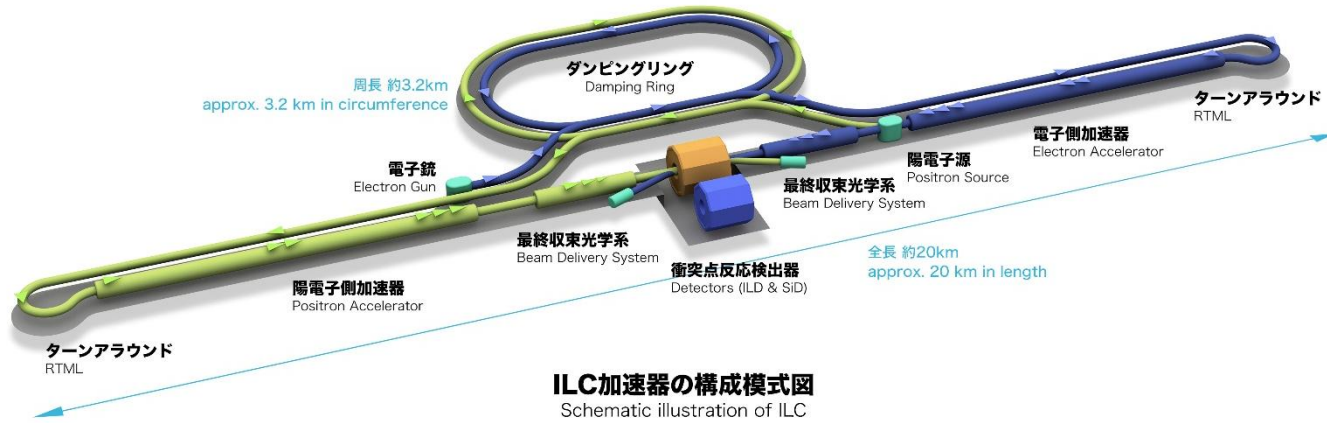 ダンピングリング
Damping Ring
周長 約3.2km
approx. 3.2 km in circumference
ターンアラウンド
RTML
電子側加速器
Electron Accelerator
陽電子源
Positron Source
電子銃
Electron Gun
最終収束光学系
Beam Delivery System
最終収束光学系
Beam Delivery System
衝突点反応検出器
Detectors (ILD & SiD)
全長 約20km
approx. 20 km in length
陽電子側加速器
Positron Accelerator
ターンアラウンド
RTML
ILC加速器の構成模式図
Schematic illustration of ILC